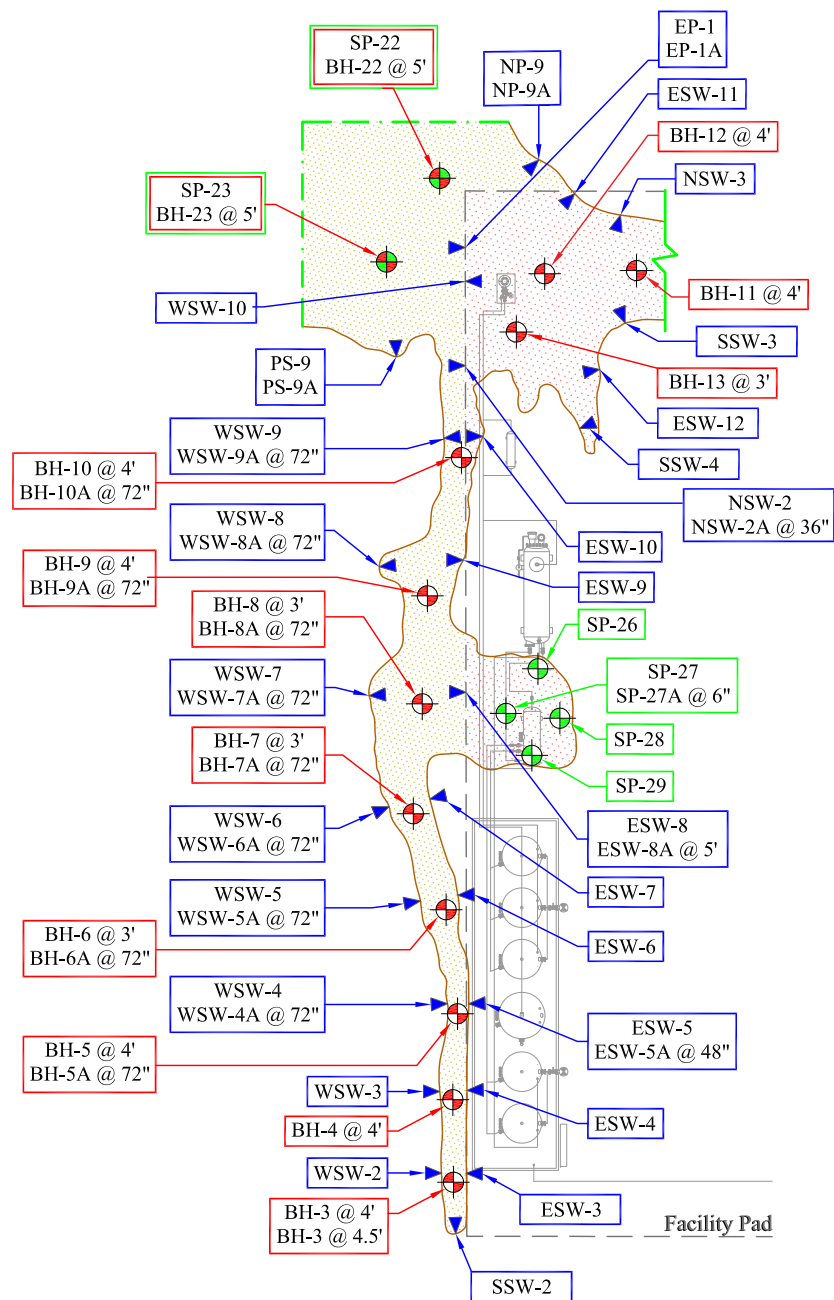 EP-1
EP-1A
SP-22
BH-22 @ 5'
NP-9
NP-9A
ESW-11
BH-12 @ 4'
SP-23
BH-23 @ 5'
NSW-3
BH-11 @ 4'
WSW-10
SSW-3
PS-9
PS-9A
BH-13 @ 3'
WSW-9
WSW-9A @ 72"
ESW-12
SSW-4
BH-10 @ 4'
BH-10A @ 72"
NSW-2
NSW-2A @ 36"
WSW-8
WSW-8A @ 72"
ESW-10
BH-9 @ 4'
BH-9A @ 72"
ESW-9
BH-8 @ 3'
BH-8A @ 72"
SP-26
SP-27
SP-27A @ 6"
WSW-7
WSW-7A @ 72"
SP-28
BH-7 @ 3'
BH-7A @ 72"
SP-29
WSW-6
WSW-6A @ 72"
ESW-8
ESW-8A @ 5'
WSW-5
WSW-5A @ 72"
ESW-7
BH-6 @ 3'
BH-6A @ 72"
ESW-6
WSW-4
WSW-4A @ 72"
ESW-5
ESW-5A @ 48"
BH-5 @ 4'
BH-5A @ 72"
WSW-3
BH-4 @ 4'
ESW-4
WSW-2
BH-3 @ 4'
BH-3 @ 4.5'
ESW-3
Facility Pad
SSW-2